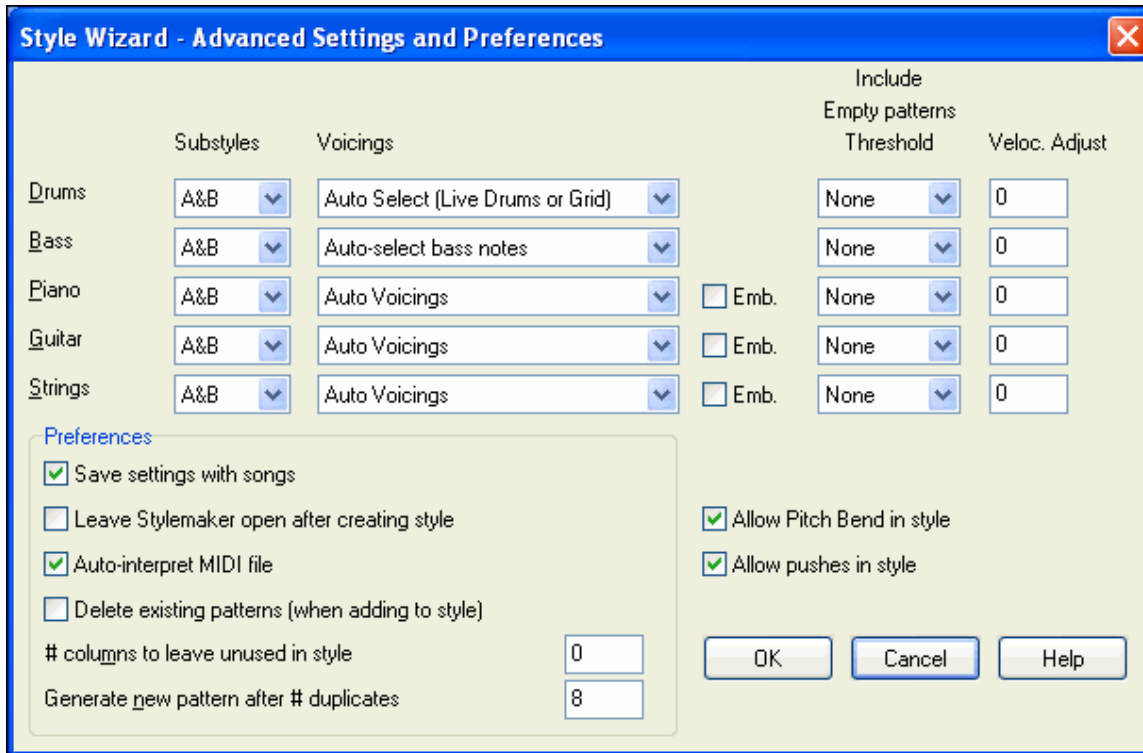 Style Wizard - Advanced Settings and Preferences
Include
Empty patterns
Substyles Voicings Threshold Veloc. Adjust
Drums A&B Auto Select (Live Drums or Grid) None 0
Bass A&B Auto-select bass notes None 0
Piano A&B Auto Voicings Emb. None 0
Guitar A&B Auto Voicings Emb. None 0
Strings A&B Auto Voicings Emb. None 0
Preferences
Save settings with songs
Leave Stylemaker open after creating style Allow Pitch Bend in style
Auto-interpret MIDI file Allow pushes in style
Delete existing patterns (when adding to style)
# columns to leave unused in style 0 OK Cancel Help
Generate new pattern after # duplicates 8